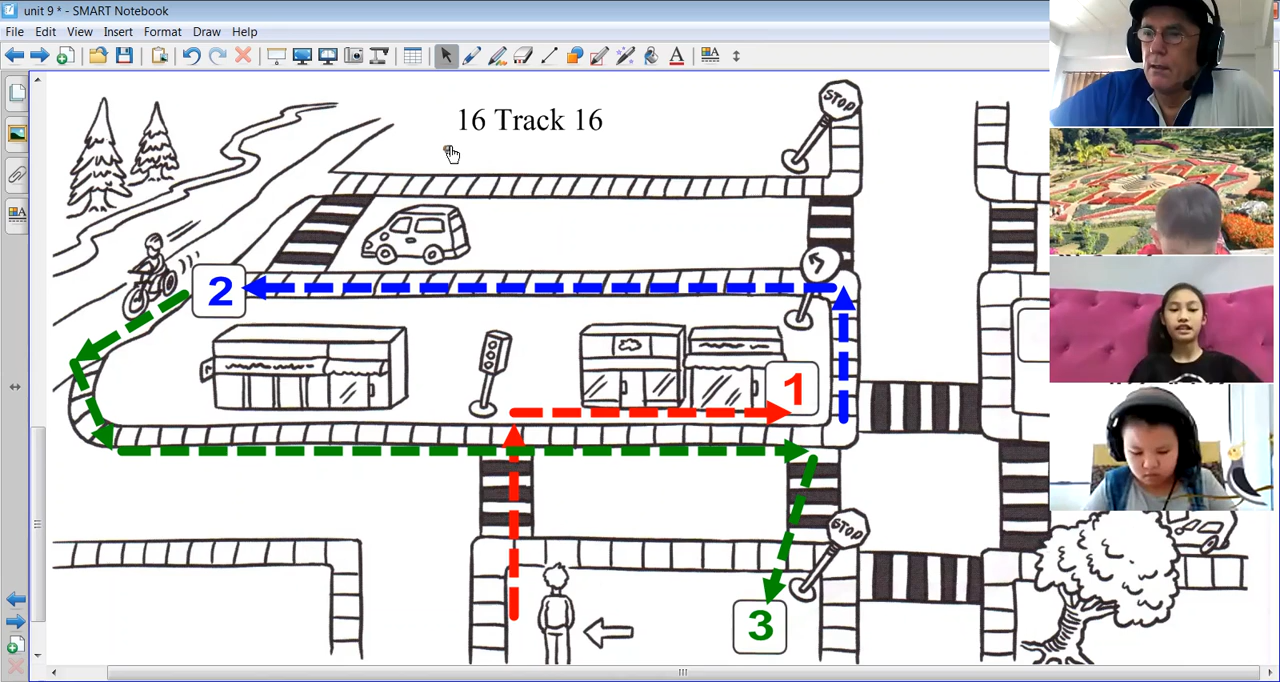 unit 9 * - SMART Notebook
File Edit View Insert Format Draw Help
16 Track 16
STOP
2
1
STOP
3